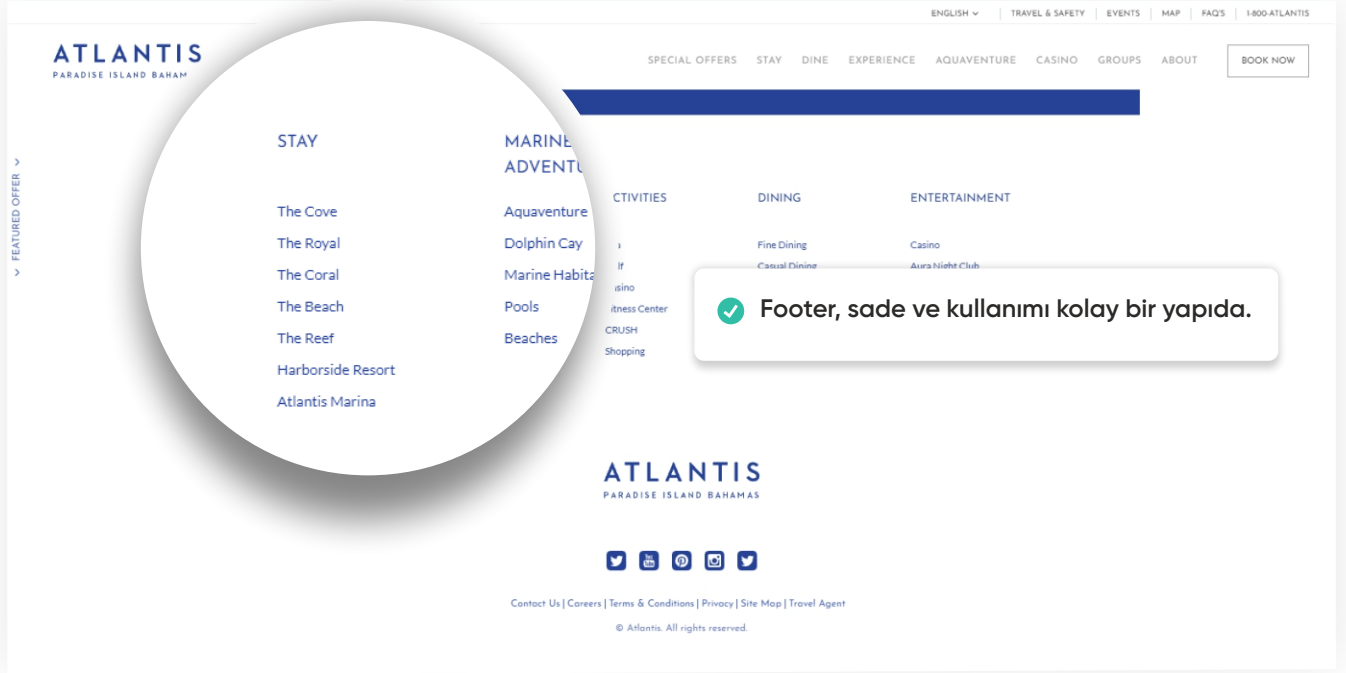 ENGLISH
TRAVEL & SAFETY
EVENTS
MAP
FAQ'S
1-800-ATLANTIS
ATLANTIS
PARADISE ISLAND BAHAM
SPECIAL OFFERS
STAY
DINE
EXPERIENCE
AQUAVENTURE
CASINO
GROUPS
ABOUT
BOOK NOW
FEATURED OFFER
STAY
The Cove
The Royal
The Coral
The Beach
The Reef
Harborside Resort
Atlantis Marina
MARINE
ADVENTU
Aquaventure
Dolphin Cay
Marine Habita
Pools
Beaches
CTIVITIES
lf
sino
itness Center
CRUSH
Shopping
DINING
Fine Dining
Casual Dining
ENTERTAINMENT
Casino
Aura Night Club
Footer, sade ve kullanımı kolay bir yapıda.
ATLANTIS
PARADISE ISLAND BAHAMAS
Contact Us | Careers | Terms & Conditions | Privacy | Site Map | Travel Agent
© Atlantis. All rights reserved.